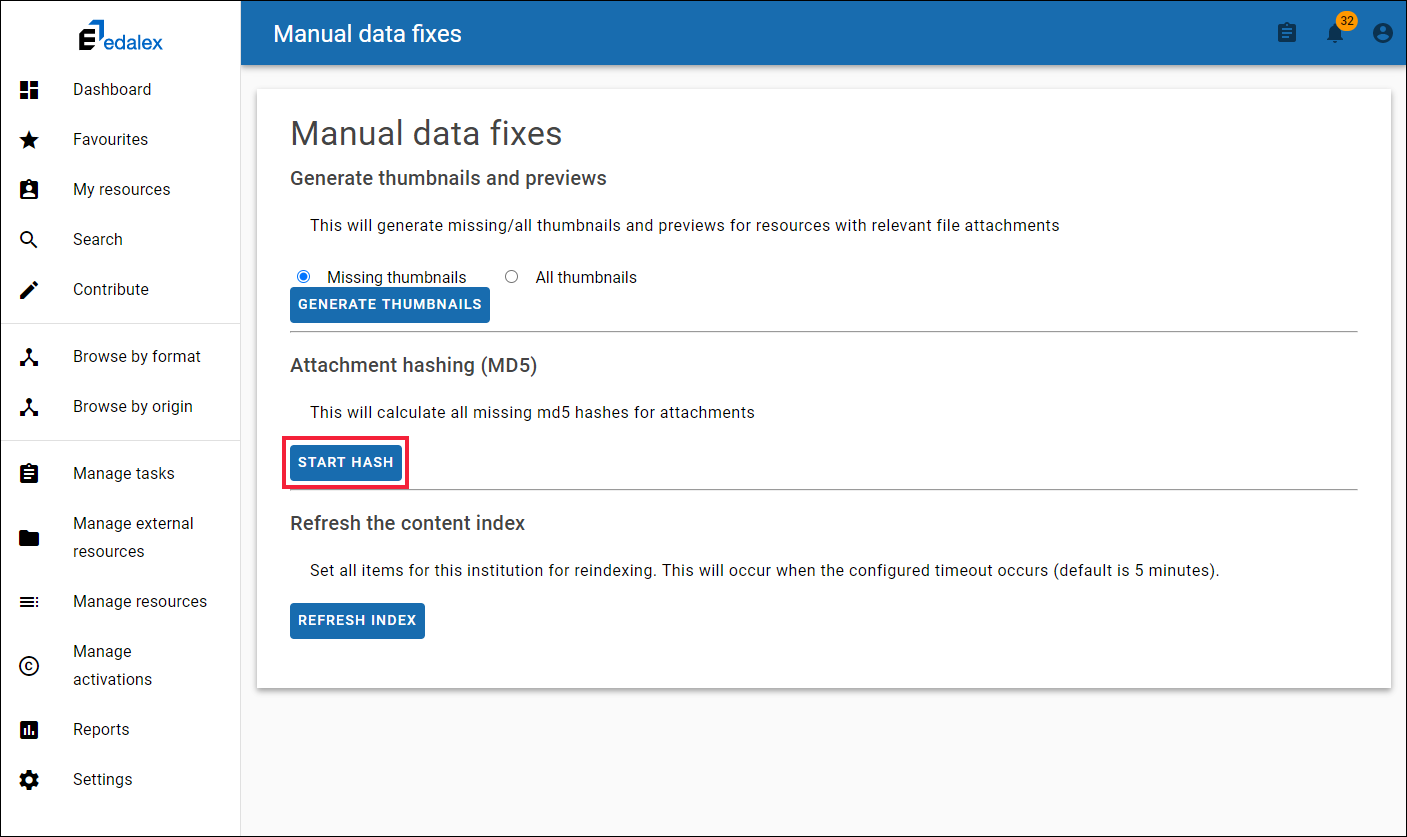 edalex
Manual data fixes
32
Dashboard
Favourites
My resources
Search
Contribute
Browse by format
Browse by origin
Manage tasks
Manage external
resources
Manage resources
Manage
activations
Reports
Settings
Manual data fixes
Generate thumbnails and previews
This will generate missing/all thumbnails and previews for resources with relevant file attachments
Missing thumbnails All thumbnails
GENERATE THUMBNAILS
Attachment hashing (MD5)
This will calculate all missing md5 hashes for attachments
START HASH
Refresh the content index
Set all items for this institution for reindexing. This will occur when the configured timeout occurs (default is 5 minutes).
REFRESH INDEX